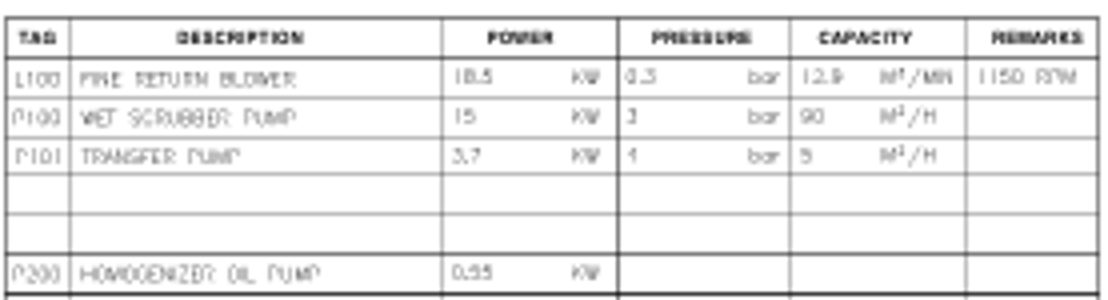 TAG DESCRIPTION POWER PRESSURE CAPACITY REMARKS
L100 FINE RETURN BLOWER 18.5 KW 0.3 bar 12.9 M³/MIN 1150 RPM
P100 WET SCRUBBER PUMP 15 KW bar 90 M³/H
P101 TRANSFER PUMP 3.7 KW bar 5 M³/H
P200 HOMOGENIZER OIL PUMP 0.55 KW